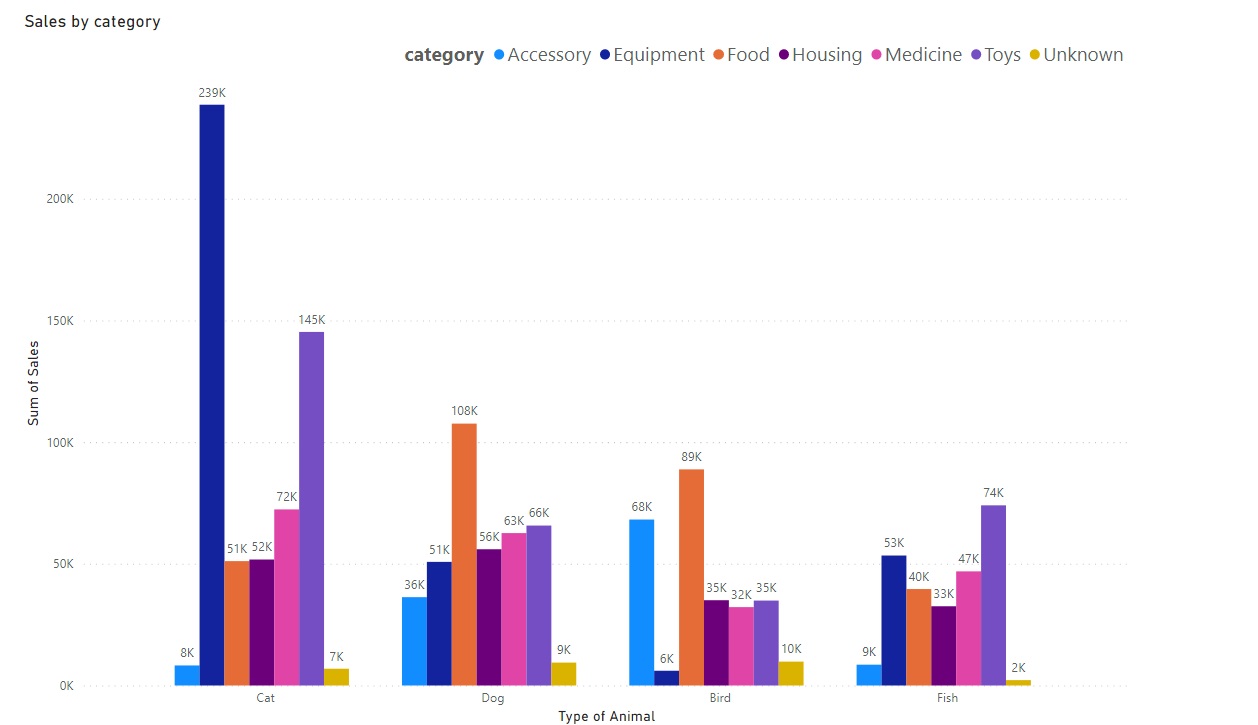 Sales by category
category Accessory Equipment Food Housing Medicine Toys Unknown
239K
200K
150K
145K
108K
100K
89K
74K
72K
68K
66K
63K
56K
53K
51K 52K
51K
50K
47K
40K
36K
35K 32K 35K
33K
8K
7K
9K
6K
10K
9K
2K
0K
Cat Dog Bird Fish
Sum of Sales
Type of Animal